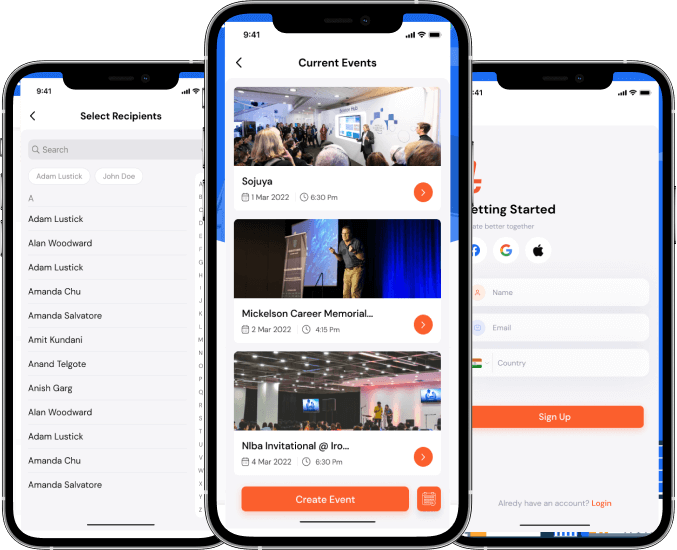 9:41
Select Recipients
Search
Adam Lustick
John Doe
A
Adam Lustick
Alan Woodward
Adam Lustick
Amanda Chu
Amanda Salvatore
Amit Kundani
Anand Telgote
Anish Garg
Alan Woodward
Adam Lustick
Amanda Chu
Amanda Salvatore
A
B
C
D
E
F
G
H
I
J
K
L
M
N
O
P
Q
R
S
T
U
V
W
X
Y
Z
9:41
Current Events
Sojuya
1 Mar 2022
6:30 Pm
Mickelson Career Memorial...
2 Mar 2022
4:15 Pm
NIba Invitational @ Iro...
4 Mar 2022
6:30 Pm
Create Event
:41
etting Started
ate better together
Name
Email
Country
Sign Up
Alredy have an account? Login